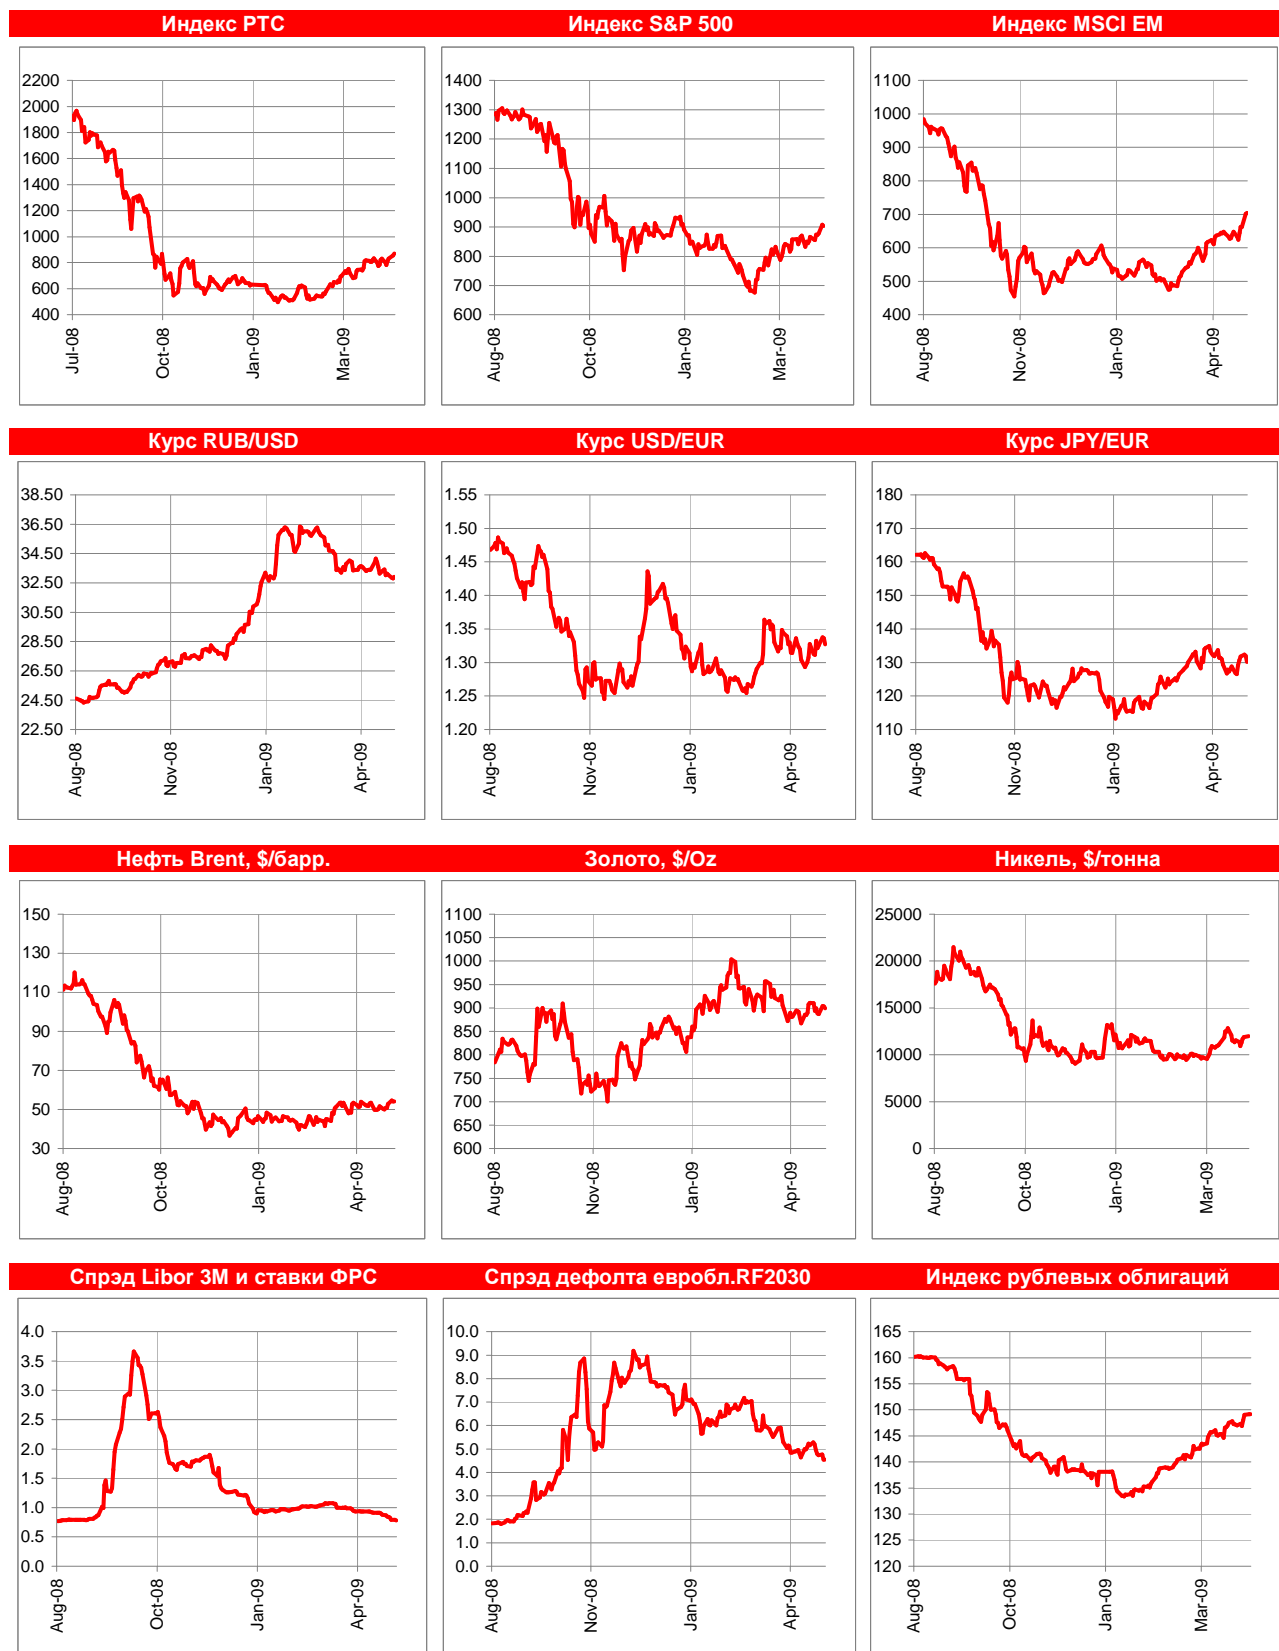 Индекс РТС
2200
2000
1800
1600
1400
1200
1000
800
600
400
Jul-08
Oct-08
Jan-09
Mar-09
Индекс S&P 500
1400
1300
1200
1100
1000
900
800
700
600
Aug-08
Oct-08
Jan-09
Mar-09
Индекс MSCI EM
1100
1000
900
800
700
600
500
400
Aug-08
Nov-08
Jan-09
Apr-09
Курс RUB/USD
38.50
36.50
34.50
32.50
30.50
28.50
26.50
24.50
22.50
Aug-08
Nov-08
Jan-09
Apr-09
Курс USD/EUR
1.55
1.50
1.45
1.40
1.35
1.30
1.25
1.20
Aug-08
Nov-08
Jan-09
Apr-09
Курс JPY/EUR
180
170
160
150
140
130
120
110
Aug-08
Nov-08
Jan-09
Apr-09
Нефть Brent, $/барр.
150
130
110
90
70
50
30
Aug-08
Oct-08
Jan-09
Apr-09
Золото, $/Oz
1100
1050
1000
950
900
850
800
750
700
650
600
Aug-08
Nov-08
Jan-09
Apr-09
Никель, $/тонна
25000
20000
15000
10000
5000
0
Aug-08
Oct-08
Jan-09
Mar-09
Спрэд Libor 3M и ставки ФРС
4.0
3.5
3.0
2.5
2.0
1.5
1.0
0.5
0.0
Aug-08
Oct-08
Jan-09
Apr-09
Спрэд дефолта евробл.RF2030
10.0
9.0
8.0
7.0
6.0
5.0
4.0
3.0
2.0
1.0
0.0
Aug-08
Nov-08
Jan-09
Apr-09
Индекс рублевых облигаций
165
160
155
150
145
140
135
130
125
120
Aug-08
Oct-08
Jan-09
Mar-09